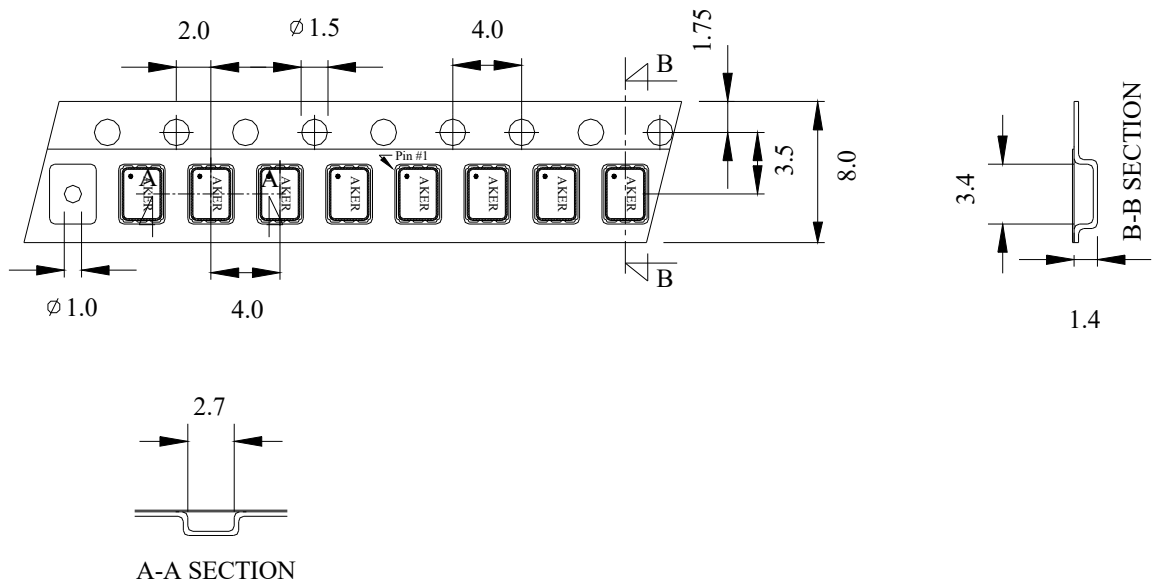 2.0
⌀ 1.5
4.0
1.75
B
Pin #1
A
A
AKER
AKER
AKER
AKER
AKER
AKER
AKER
AKER
3.5
8.0
3.4
B-B SECTION
B
⌀ 1.0
4.0
1.4
2.7
A-A SECTION